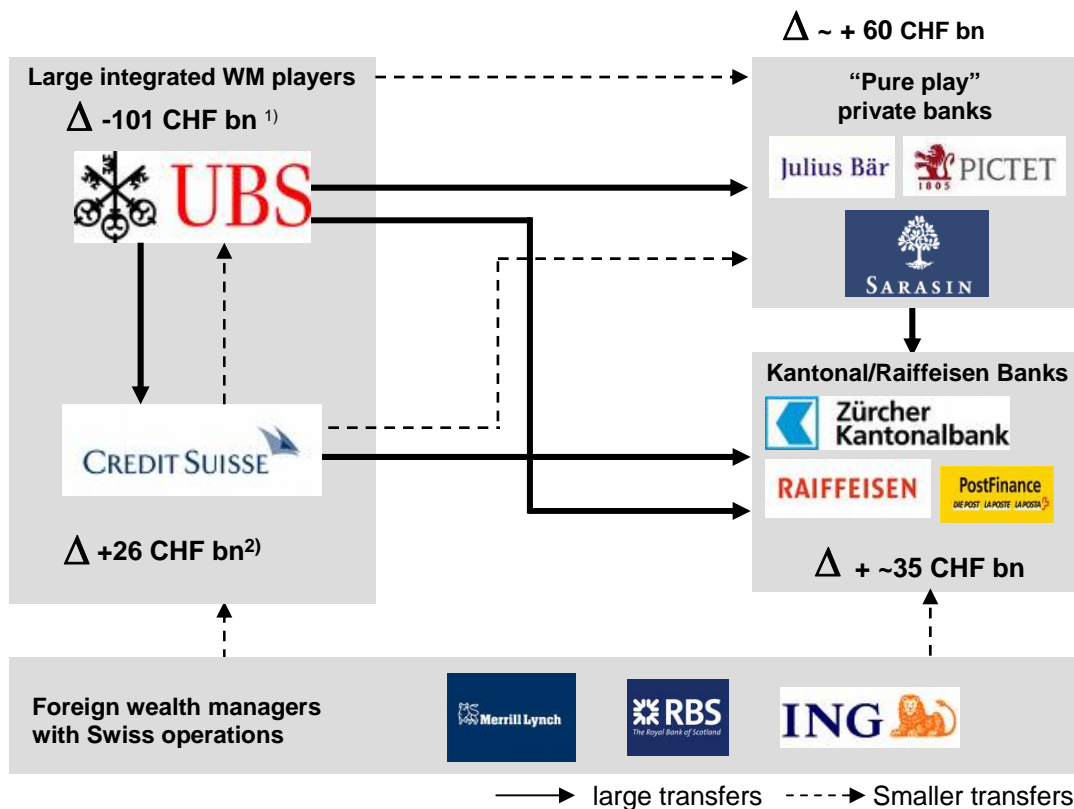 Δ ~ + 60 CHF bn
Large integrated WM players
Δ -101 CHF bn 1)
UBS
CREDIT SUISSE
Δ +26 CHF bn2)
“Pure play”
private banks
Julius Bär
PICTET
1805
SARASIN
Kantonal/Raiffeisen Banks
Zürcher
Kantonalbank
RAIFFEISEN
PostFinance
DIE POST LA POSTE LA POSTA
Δ + ~35 CHF bn
Foreign wealth managers
with Swiss operations
Merrill Lynch
RBS
The Royal Bank of Scotland
ING
large transfers
Smaller transfers